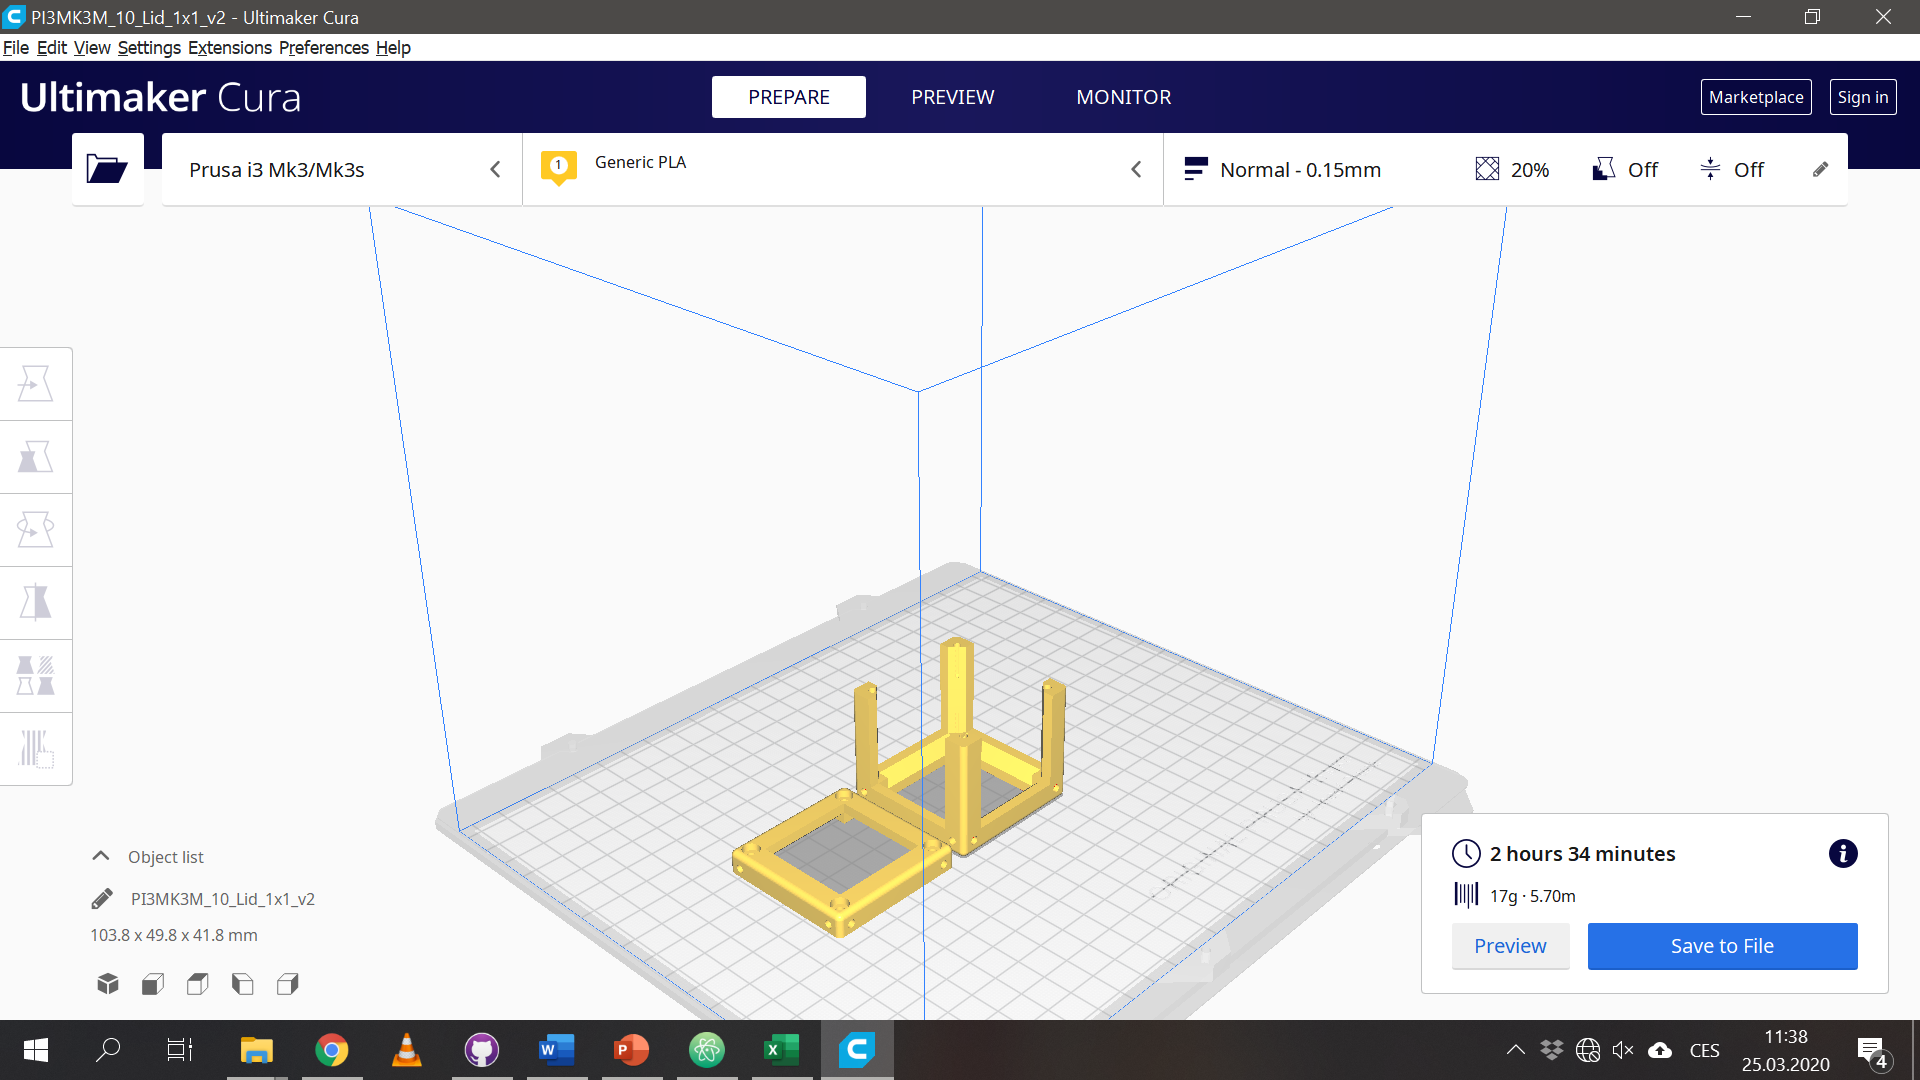 PI3MK3M_10_Lid_1x1_v2 - Ultimaker Cura
File Edit View Settings Extensions Preferences Help
Ultimaker Cura
PREPARE
PREVIEW
MONITOR
Marketplace
Sign in
Prusa i3 Mk3/Mk3s
1
Generic PLA
Normal - 0.15mm
20%
Off
Off
Object list
PI3MK3M_10_Lid_1x1_v2
103.8 x 49.8 x 41.8 mm
2 hours 34 minutes
17g · 5.70m
Preview
Save to File
CES
11:38
25.03.2020
4